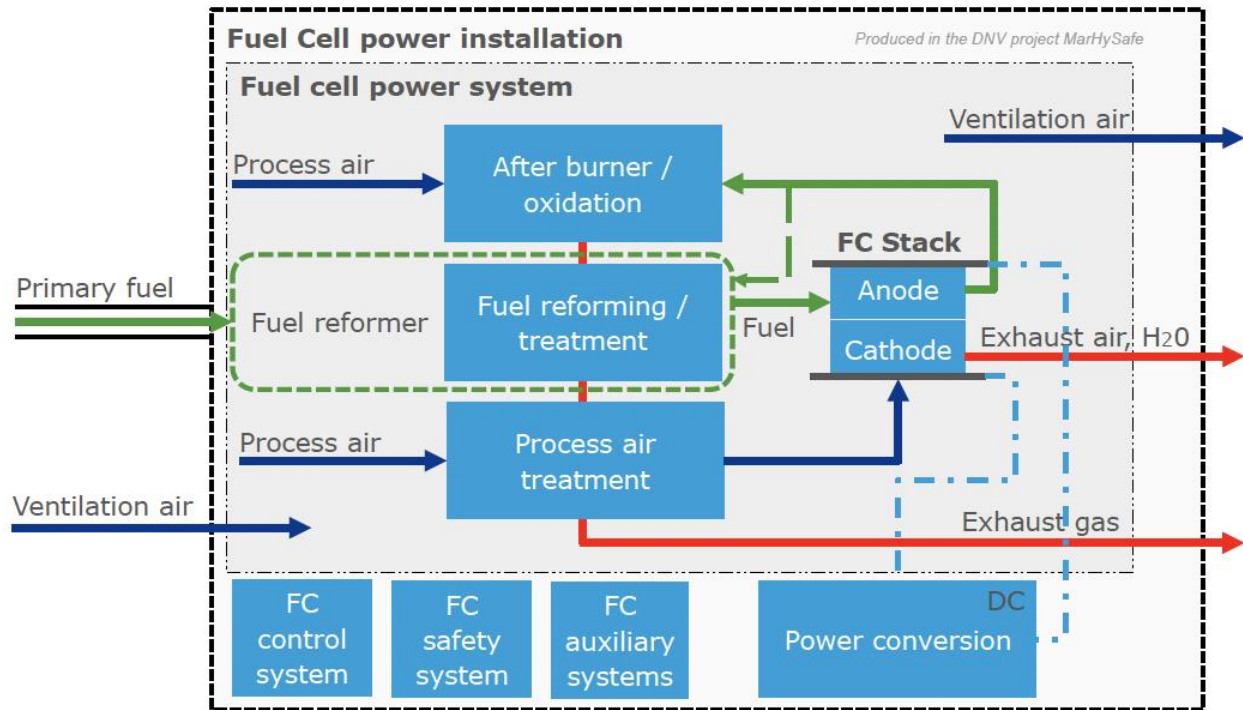 Fuel Cell power installation
Produced in the DNV project MarHySafe
Fuel cell power system
Ventilation air
Process air
After burner /
oxidation
FC Stack
Primary fuel
Fuel reformer
Fuel reforming /
treatment
Fuel
Anode
Cathode
Exhaust air, H₂0
Process air
Process air
treatment
Ventilation air
Exhaust gas
FC
control
system
FC
safety
system
FC
auxiliary
systems
DC
Power conversion